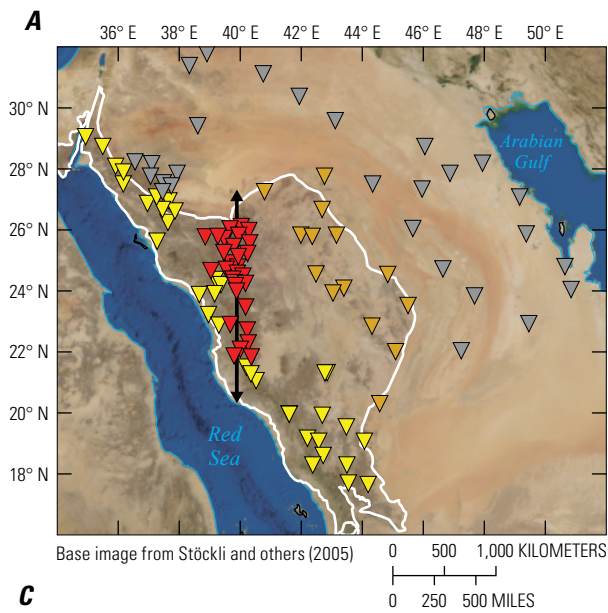 A
36° E 38° E 40° E 42° E 44° E 46° E 48° E 50° E
30° N
28° N
26° N
24° N
22° N
20° N
18° N
Arabian
Gulf
Red
Sea
Base image from Stöckli and others (2005)
0 500 1,000 KILOMETERS
0 250 500 MILES
C